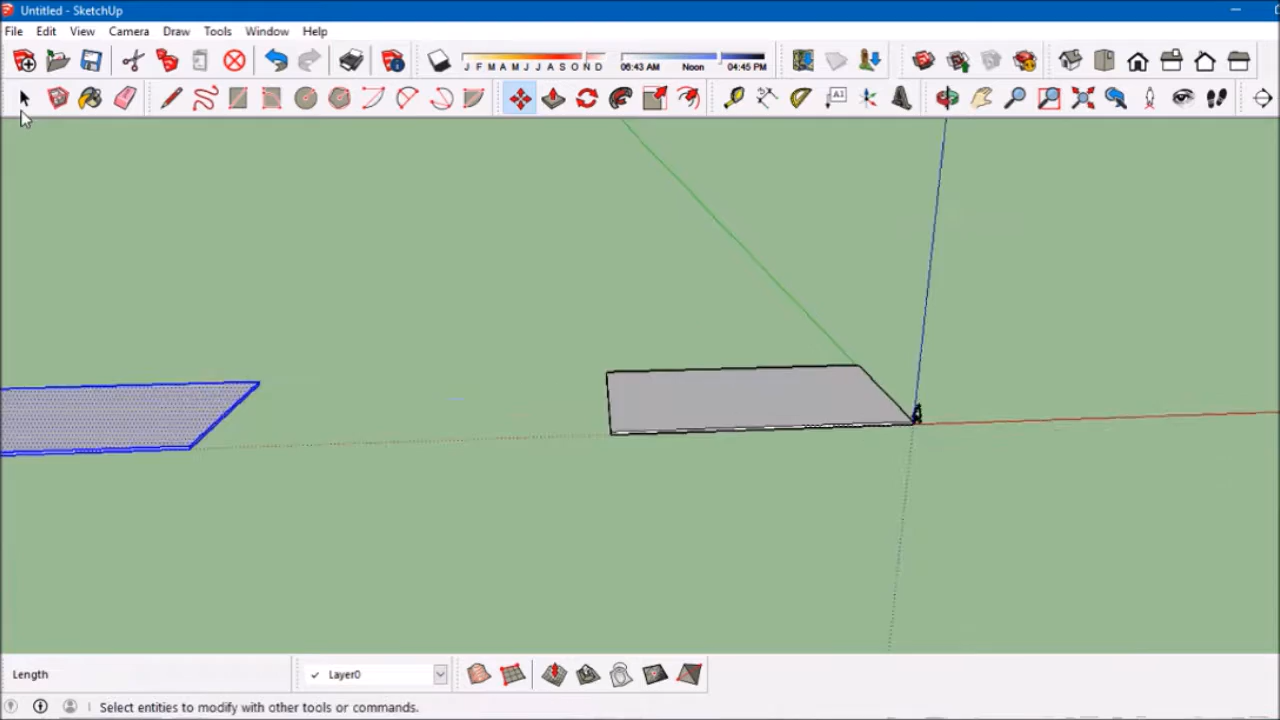 Untitled - SketchUp
File Edit View Camera Draw Tools Window Help
J F M A M J J A S O N D 06:43 AM Noon 04:45 PM
A1
Length Layer0
Select entities to modify with other tools or commands.